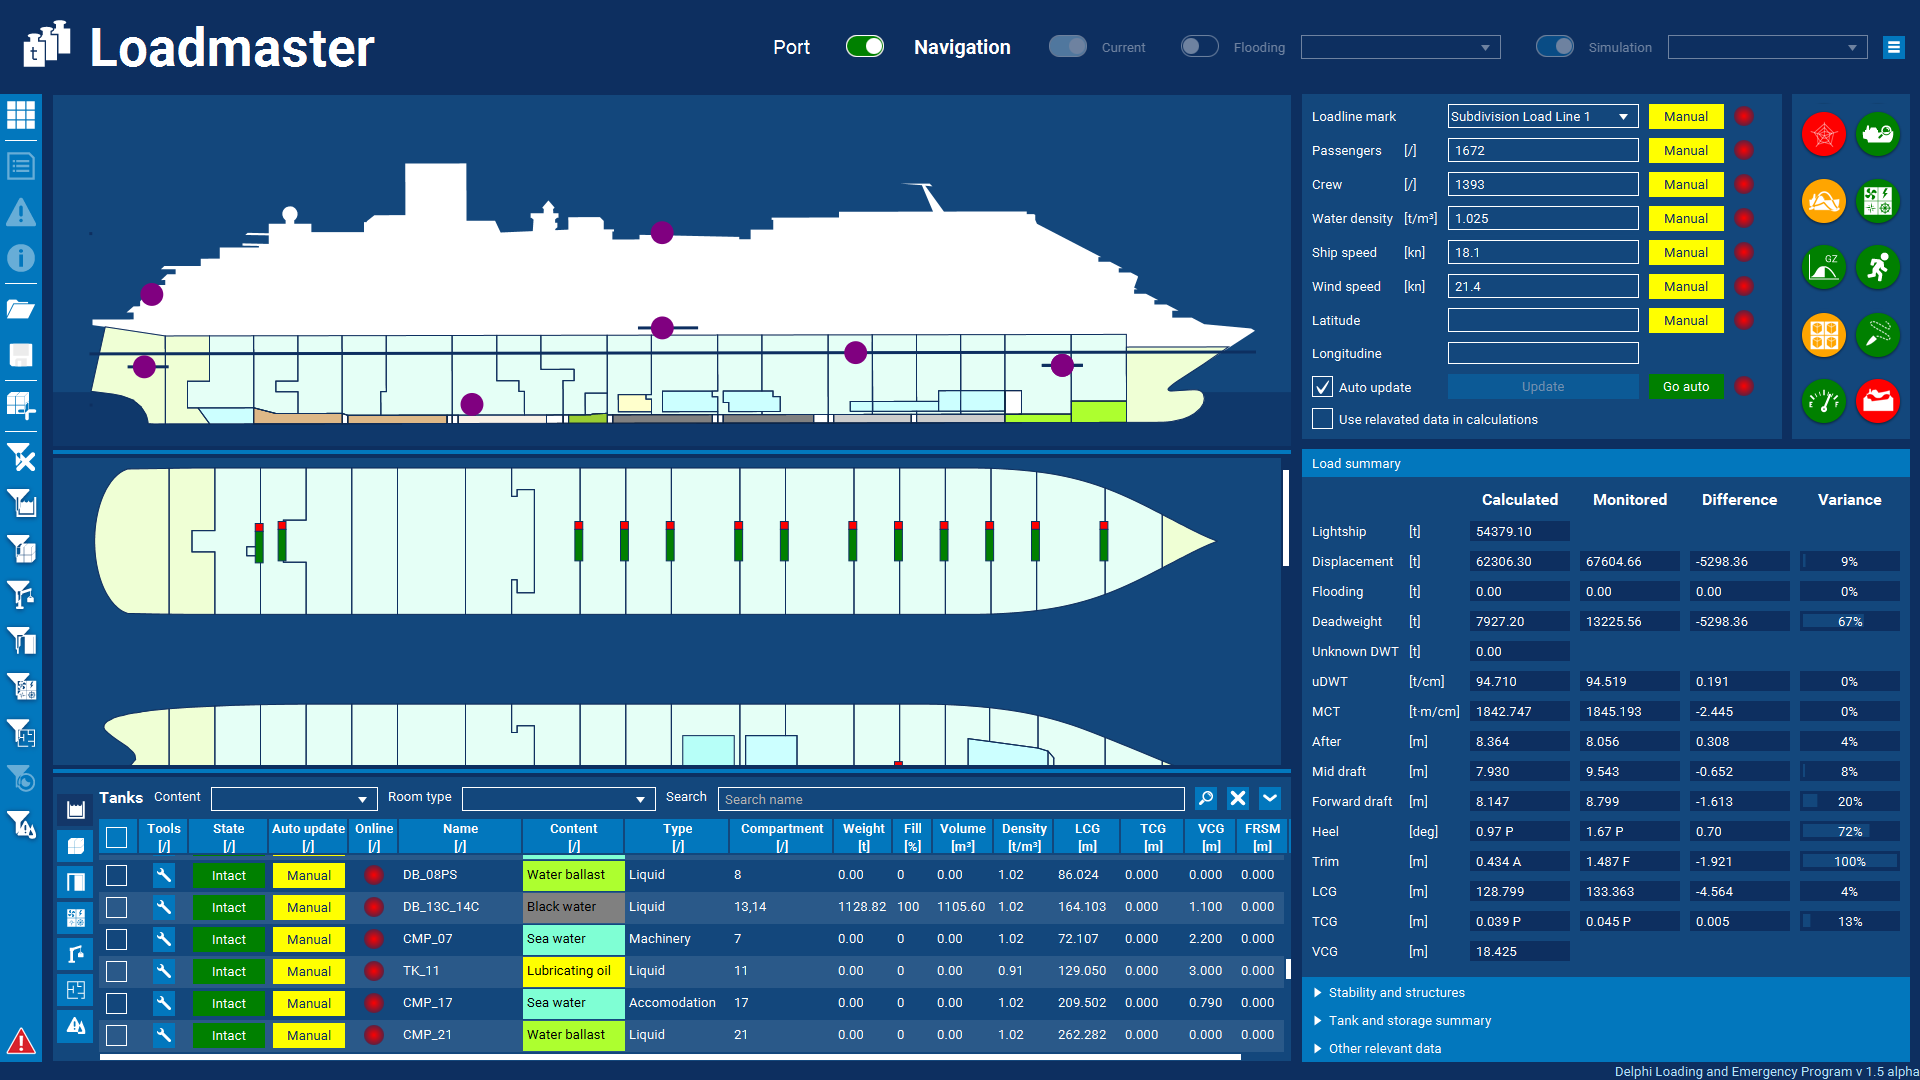 Loadmaster
t
Port Navigation Current Flooding Simulation
Loadline mark Subdivision Load Line 1 Manual
Passengers [/] 1672 Manual
Crew [/] 1393 Manual
Water density [t/m³] 1.025 Manual
Ship speed [kn] 18.1 Manual
Wind speed [kn] 21.4 Manual
Latitude Manual
Longitudine
Auto update Update Go auto
Use relavated data in calculations
GZ
E F
Load summary
Calculated Monitored Difference Variance
Lightship [t] 54379.10
Displacement [t] 62306.30 67604.66 -5298.36 9%
Flooding [t] 0.00 0.00 0.00 0%
Deadweight [t] 7927.20 13225.56 -5298.36 67%
Unknown DWT [t] 0.00
uDWT [t/cm] 94.710 94.519 0.191 0%
MCT [t·m/cm] 1842.747 1845.193 -2.445 0%
After [m] 8.364 8.056 0.308 4%
Mid draft [m] 7.930 9.543 -0.652 8%
Forward draft [m] 8.147 8.799 -1.613 20%
Heel [deg] 0.97 P 1.67 P 0.70 72%
Trim [m] 0.434 A 1.487 F -1.921 100%
LCG [m] 128.799 133.363 -4.564 4%
TCG [m] 0.039 P 0.045 P 0.005 13%
VCG [m] 18.425
Stability and structures
Tank and storage summary
Other relevant data
Tanks Content Room type Search Search name
Tools State Auto update Online Name Content Type Compartment Weight Fill Volume Density LCG TCG VCG FRSM
[/] [/] [/] [/] [/] [/] [/] [/] [t] [%] [m³] [t/m³] [m] [m] [m] [m]
Intact Manual DB_08PS Water ballast Liquid 8 0.00 0 0.00 1.02 86.024 0.000 0.000 0.000
Intact Manual DB_13C_14C Black water Liquid 13,14 1128.82 100 1105.60 1.02 164.103 0.000 1.100 0.000
Intact Manual CMP_07 Sea water Machinery 7 0.00 0 0.00 1.02 72.107 0.000 2.200 0.000
Intact Manual TK_11 Lubricating oil Liquid 11 0.00 0 0.00 0.91 129.050 0.000 3.000 0.000
Intact Manual CMP_17 Sea water Accomodation 17 0.00 0 0.00 1.02 209.502 0.000 0.790 0.000
Intact Manual CMP_21 Water ballast Liquid 21 0.00 0 0.00 1.02 262.282 0.000 0.000 0.000
Delphi Loading and Emergency Program v 1.5 alpha